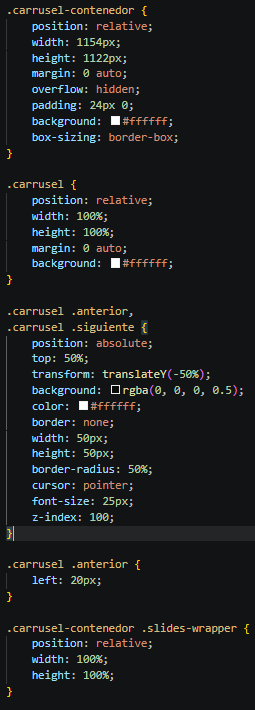 .carrusel-contenedor {
    position: relative;
    width: 1154px;
    height: 1122px;
    margin: 0 auto;
    overflow: hidden;
    padding: 24px 0;
    background: #ffffff;
    box-sizing: border-box;
}

.carrusel {
    position: relative;
    width: 100%;
    height: 100%;
    margin: 0 auto;
    background: #ffffff;
}

.carrusel .anterior,
.carrusel .siguiente {
    position: absolute;
    top: 50%;
    transform: translateY(-50%);
    background: rgba(0, 0, 0, 0.5);
    color: #ffffff;
    border: none;
    width: 50px;
    height: 50px;
    border-radius: 50%;
    cursor: pointer;
    font-size: 25px;
    z-index: 100;
}

.carrusel .anterior {
    left: 20px;
}

.carrusel-contenedor .slides-wrapper {
    position: relative;
    width: 100%;
    height: 100%;
}